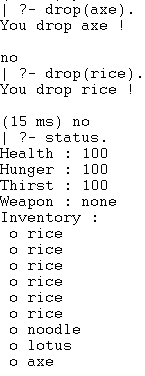 | ?- drop(axe).
You drop axe !
no
| ?- drop(rice).
You drop rice !
(15 ms) no
| ?- status.
Health : 100
Hunger : 100
Thirst : 100
Weapon : none
Inventory :
o rice
o rice
o rice
o rice
o rice
o rice
o noodle
o lotus
o axe